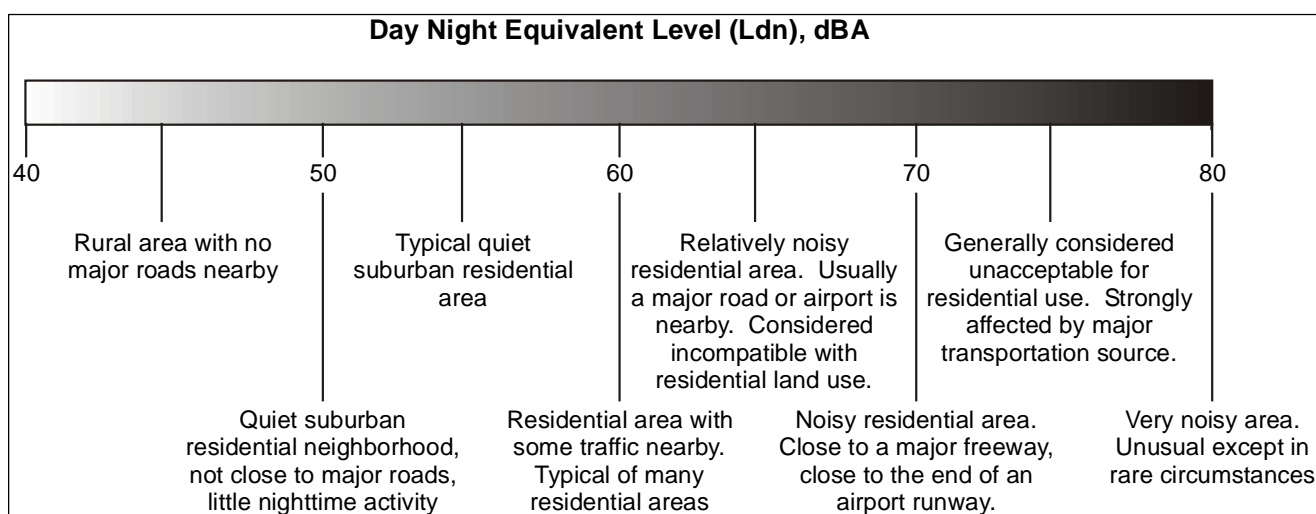 Day Night Equivalent Level (Ldn), dBA
40
50
60
70
80
Rural area with no
major roads nearby
Typical quiet
suburban residential
area
Relatively noisy
residential area.  Usually
a major road or airport is
nearby.  Considered
incompatible with
residential land use.
Generally considered
unacceptable for
residential use.  Strongly
affected by major
transportation source.
Quiet suburban
residential neighborhood,
not close to major roads,
little nighttime activity
Residential area with
some traffic nearby.
Typical of many
residential areas
Noisy residential area.
Close to a major freeway,
close to the end of an
airport runway.
Very noisy area.
Unusual except in
rare circumstances